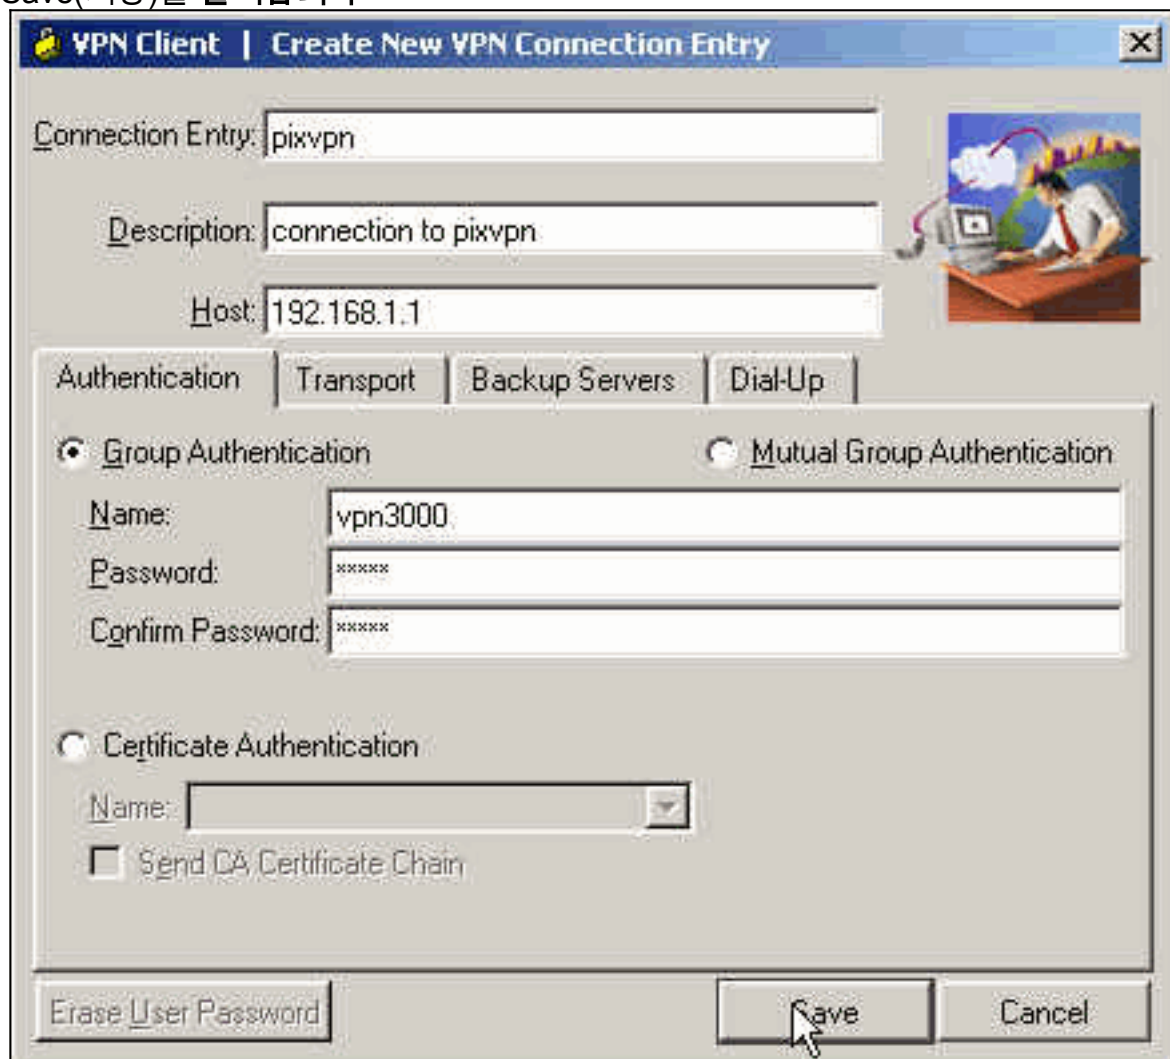 VPN Client | Create New VPN Connection Entry
Connection Entry: pixvpn
Description: connection to pixvpn
Host: 192.168.1.1
Authentication Transport Backup Servers Dial-Up
Group Authentication Mutual Group Authentication
Name: vpn3000
Password: *****
Confirm Password: *****
Certificate Authentication
Name:
Send CA Certificate Chain
Erase User Password Save Cancel